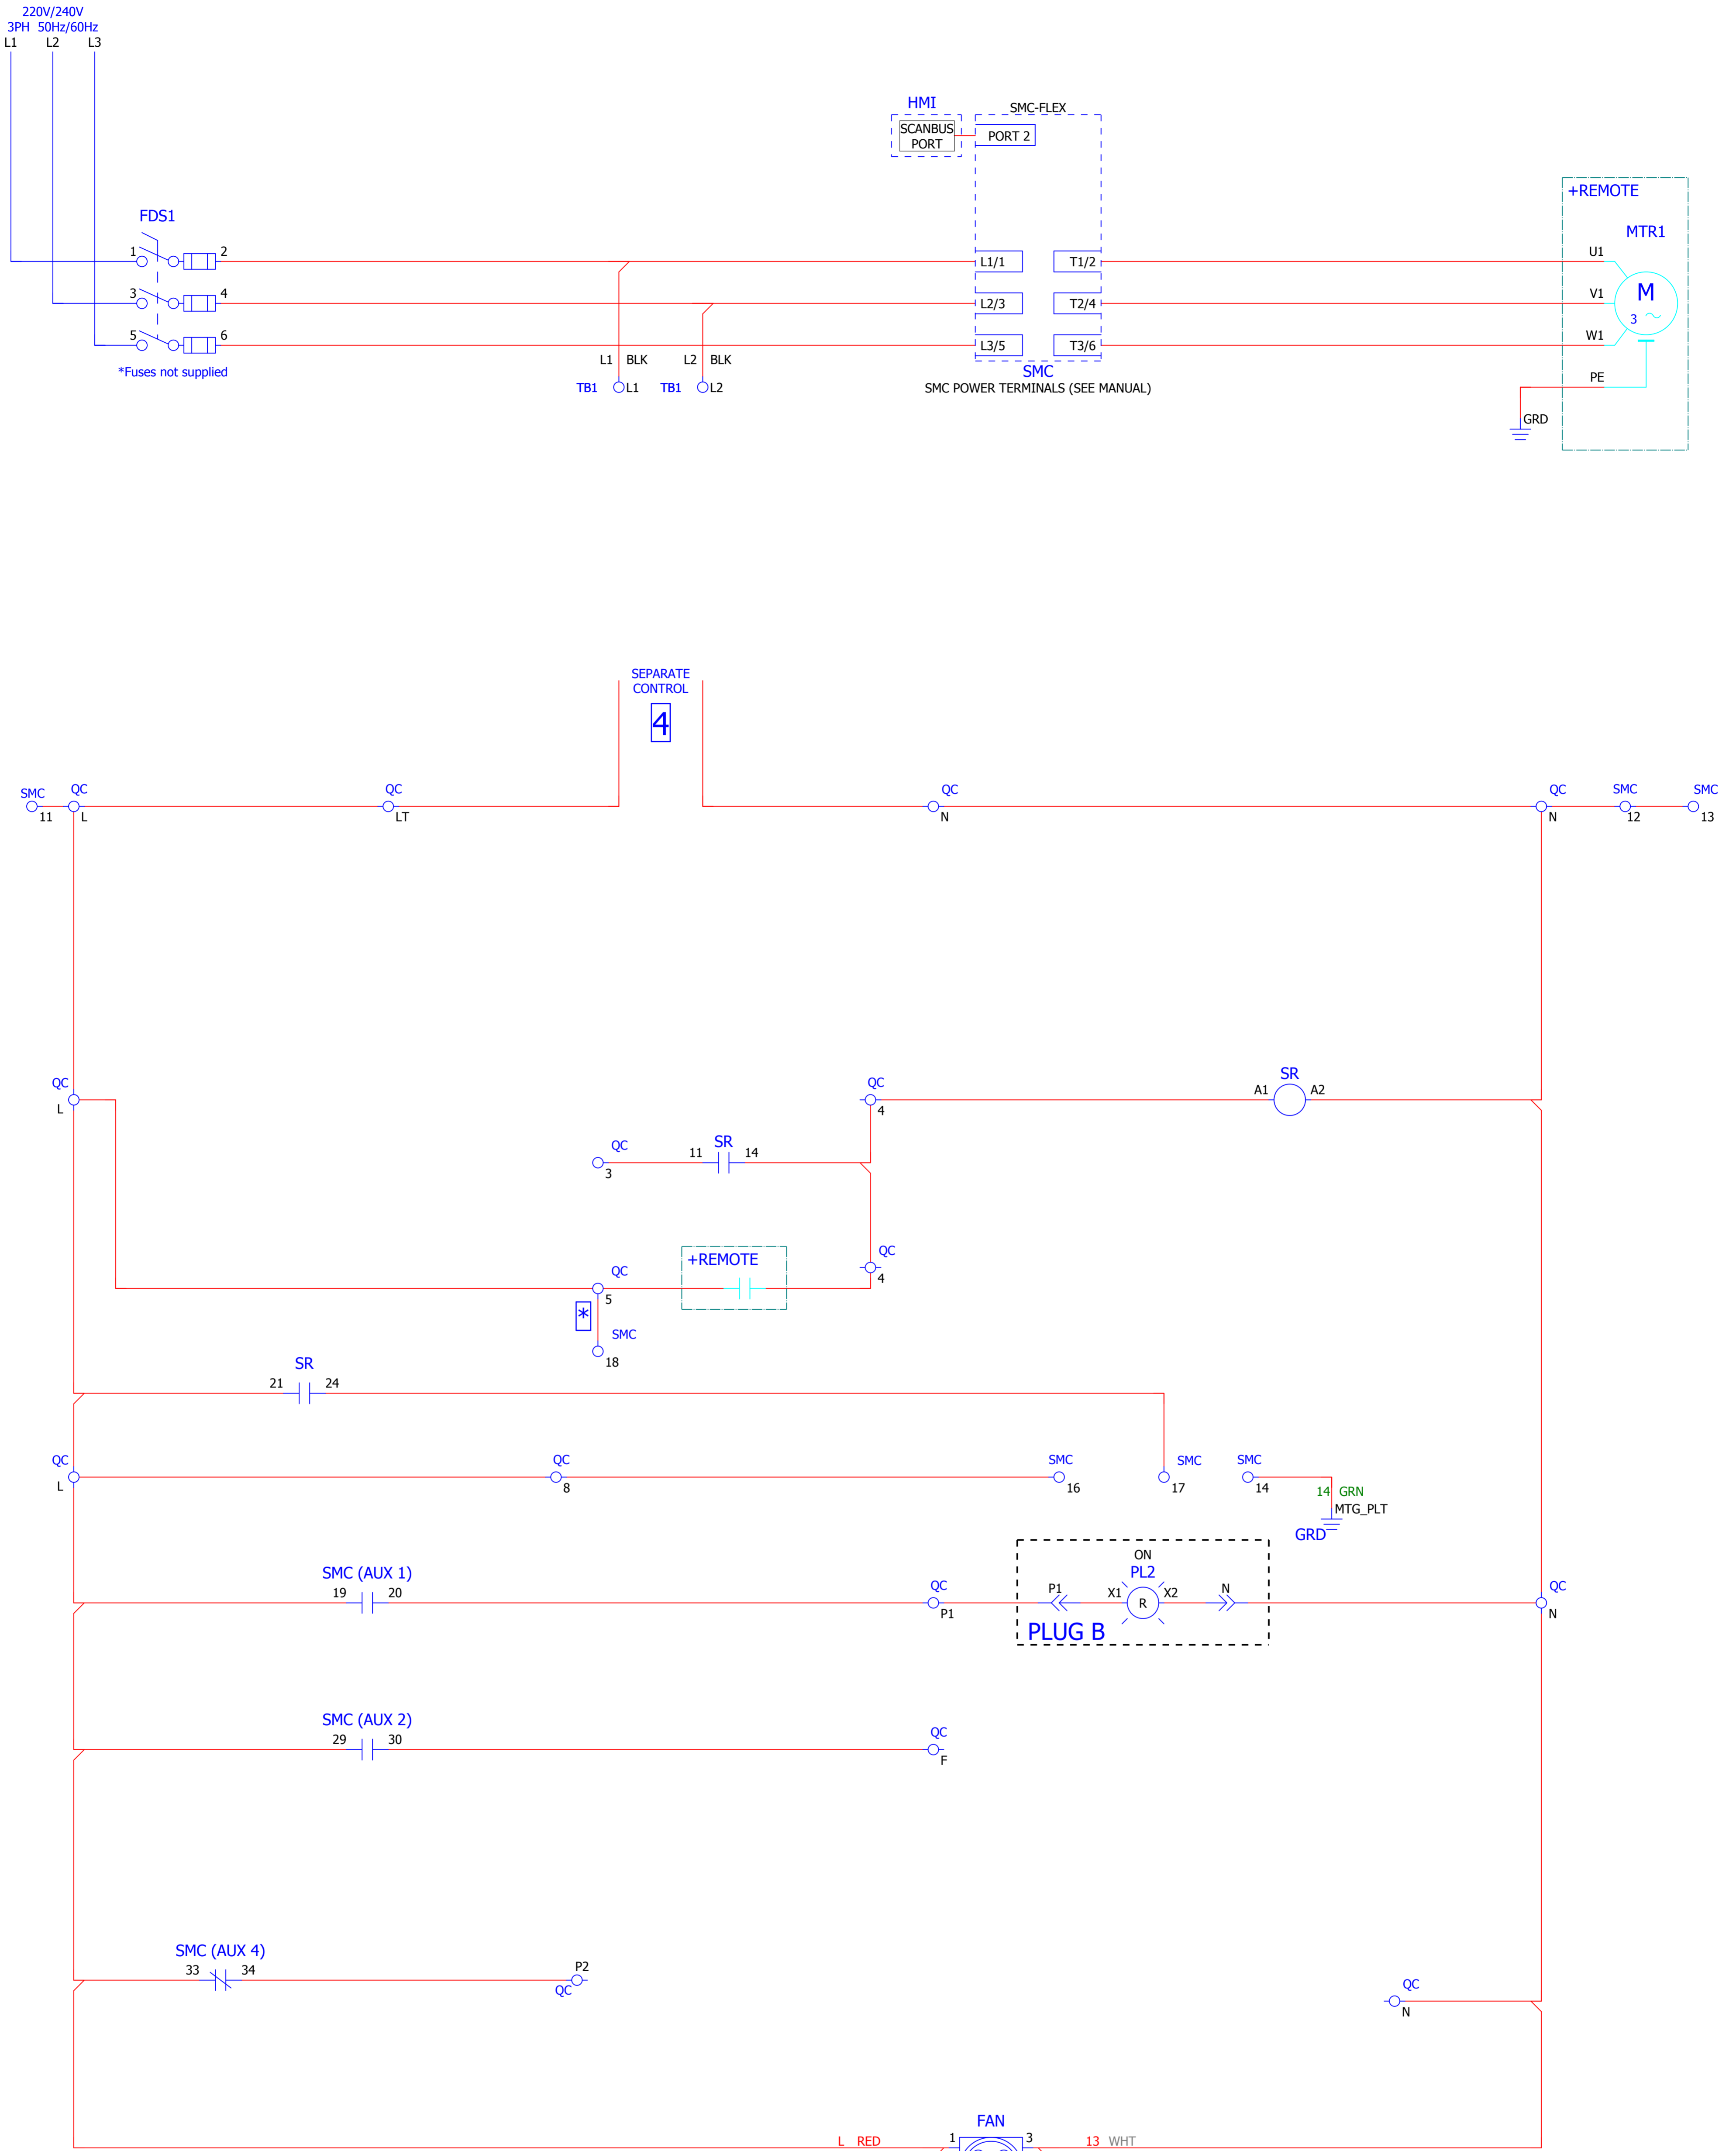 220V/240V
3PH 50Hz/60Hz
L1 L2 L3
HMI
SMC-FLEX
SCANBUS
PORT
PORT 2
+REMOTE
MTR1
FDS1
1 2
L1/1 T1/2
U1
3 4
L2/3 T2/4
V1
M
3
5 6
L3/5 T3/6
W1
*Fuses not supplied
L1 BLK L2 BLK
TB1 L1 TB1 L2
SMC
SMC POWER TERMINALS (SEE MANUAL)
PE
GRD
SEPARATE
CONTROL
4
SMC QC QC QC QC SMC SMC
11 L LT N N 12 13
QC QC SR
L 4 A1 A2
QC SR
3 11 14
+REMOTE
QC
4
QC
5
*
SMC
18
SR
21 24
QC QC SMC SMC SMC
L 8 16 17 14
14 GRN
MTG_PLT
GRD
SMC (AUX 1)
19 20
QC
P1
ON
PL2
P1 X1 R X2 N
PLUG B
QC
N
SMC (AUX 2)
29 30
QC
F
SMC (AUX 4)
33 34
P2
QC
QC
N
FAN
L RED 1 3 13 WHT